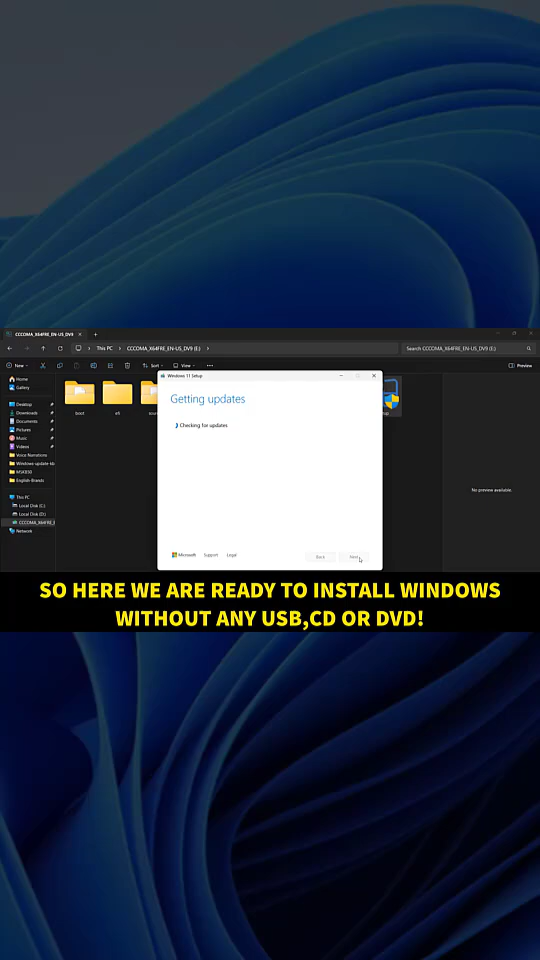 CCCOMA_X64FRE_EN-US_DV9
This PC
CCCOMA_X64FRE_EN-US_DV9 (E:)
Search CCCOMA_X64FRE_EN-US_DV9 (E:)
New
Sort
View
Preview
Home
Gallery
Desktop
Downloads
Documents
Pictures
Music
Videos
Voice Narrations
English-Brands
This PC
Local Disk (C:)
Local Disk (D:)
CCCOMA_X64FRE_E
Network
boot
efi
Windows 11 Setup
Getting updates
Checking for updates
Microsoft
Support
Legal
Back
Next
No preview available.
SO HERE WE ARE READY TO INSTALL WINDOWS
WITHOUT ANY USB,CD OR DVD!